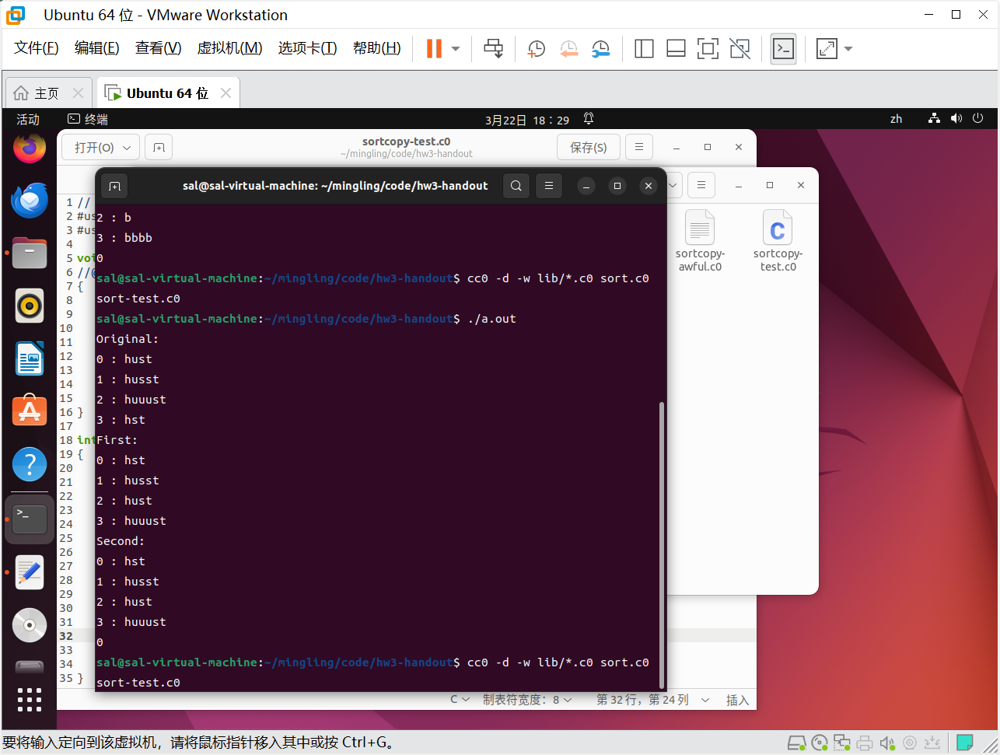 Ubuntu 64 位 - VMware Workstation
文件(F) 编辑(E) 查看(V) 虚拟机(M) 选项卡(T) 帮助(H)
主页 Ubuntu 64 位
活动 终端 3月22日 18：29 zh
打开(O) sortcopy-test.c0 保存(S)
~/mingling/code/hw3-handout
sal@sal-virtual-machine: ~/mingling/code/hw3-handout
1 //
2 #us
3 #us
4
5 voi
6 //@
7 {
8
9
10
11
12
13
14
15
16 }
17
18 int
19 {
20
21
22
23
24
25
26
27
28
29
30
31
32
33
34
35 }
2 : b
3 : bbbb
0
sal@sal-virtual-machine:~/mingling/code/hw3-handout$ cc0 -d -w lib/*.c0 sort.c0
sort-test.c0
sal@sal-virtual-machine:~/mingling/code/hw3-handout$ ./a.out
Original:
0 : hust
1 : husst
2 : huuust
3 : hst
First:
0 : hst
1 : husst
2 : hust
3 : huuust
Second:
0 : hst
1 : husst
2 : hust
3 : huuust
0
sal@sal-virtual-machine:~/mingling/code/hw3-handout$ cc0 -d -w lib/*.c0 sort.c0
sort-test.c0
sortcopy-
awful.c0
sortcopy-
test.c0
C 制表符宽度：8 第 32 行，第 24 列 插入
要将输入定向到该虚拟机，请将鼠标指针移入其中或按 Ctrl+G。